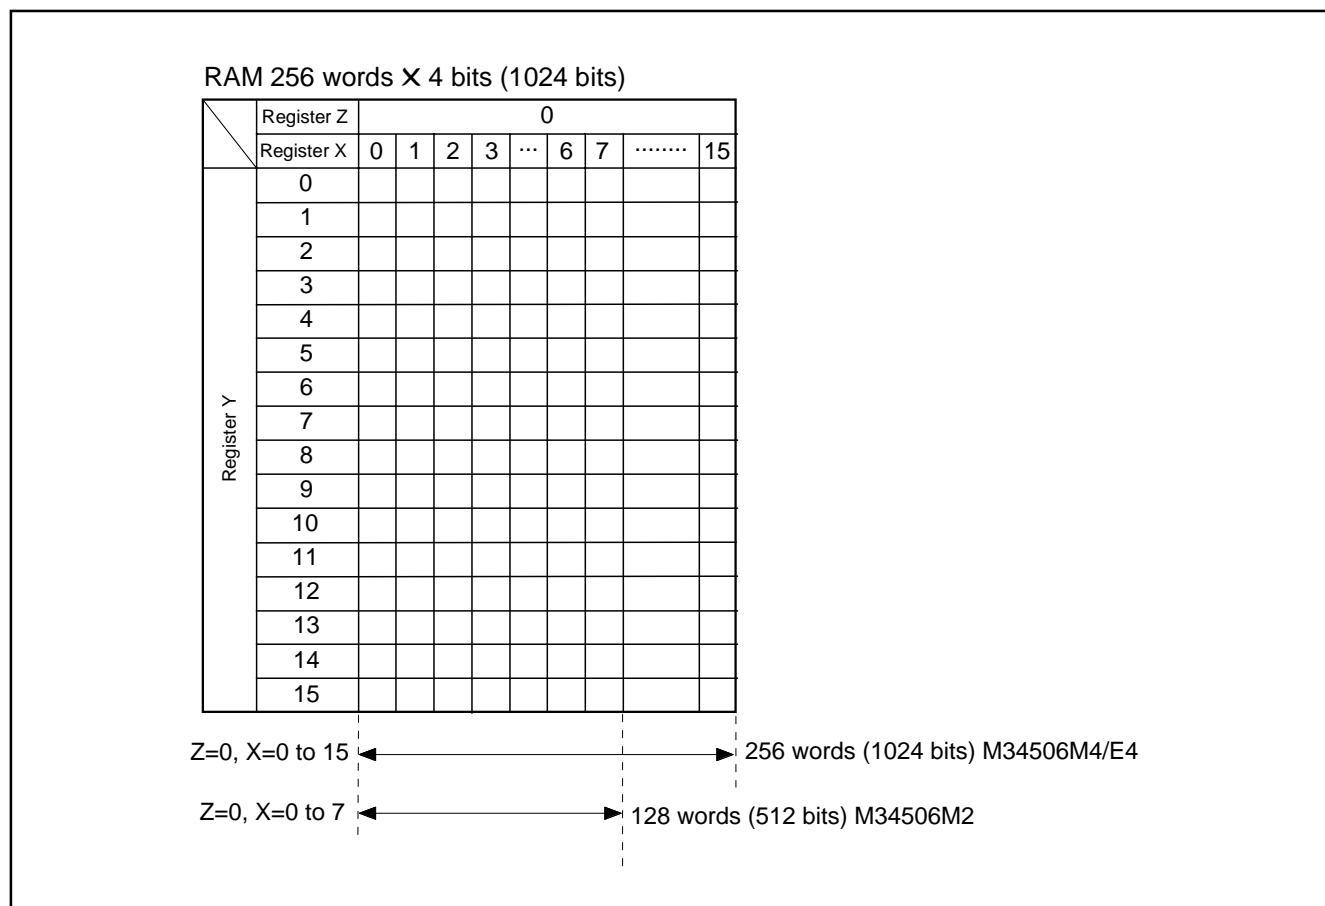 RAM 256 words × 4 bits (1024 bits)
Register Z 0
Register X 0 1 2 3 ... 6 7 ........ 15
Register Y
0
1
2
3
4
5
6
7
8
9
10
11
12
13
14
15
Z=0, X=0 to 15 256 words (1024 bits) M34506M4/E4
Z=0, X=0 to 7 128 words (512 bits) M34506M2